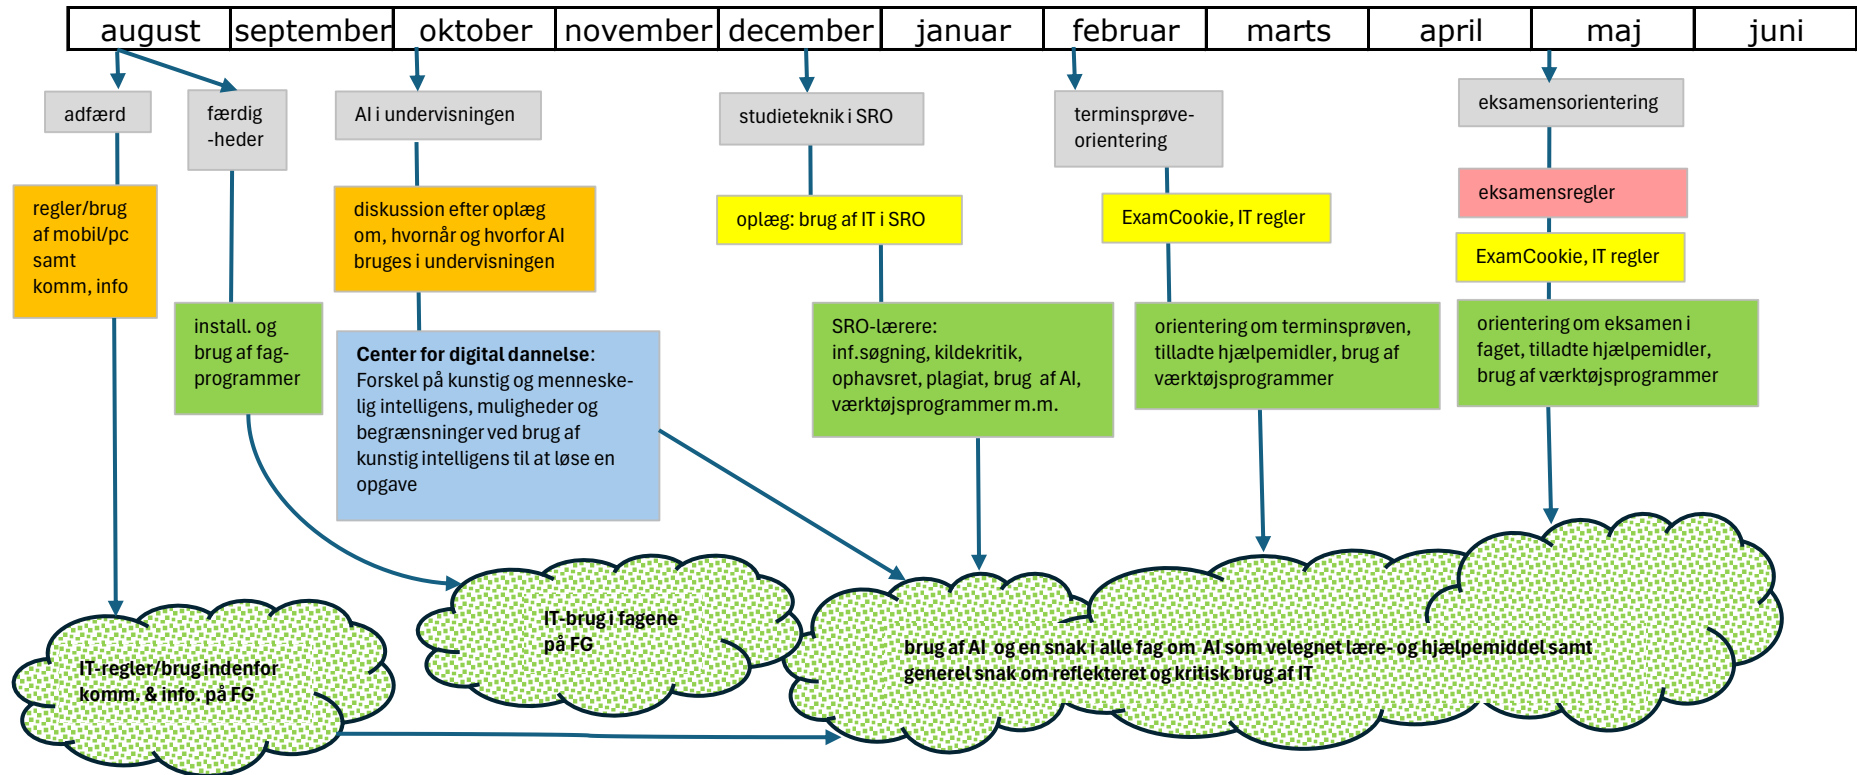 august september oktober november december januar februar marts april maj juni
adfærd
færdig
-heder
AI i undervisningen
studieteknik i SRO
terminsprøve-
orientering
eksamensorientering
regler/brug
af mobil/pc
samt
komm, info
diskussion efter oplæg
om, hvornår og hvorfor AI
bruges i undervisningen
oplæg: brug af IT i SRO
ExamCookie, IT regler
eksamensregler
ExamCookie, IT regler
install. og
brug af fag-
programmer
Center for digital dannelse:
Forskel på kunstig og menneske-
lig intelligens, muligheder og
begrænsninger ved brug af
kunstig intelligens til at løse en
opgave
SRO-lærere:
inf.søgning, kildekritik,
ophavsret, plagiat, brug af AI,
værktøjsprogrammer m.m.
orientering om terminsprøven,
tilladte hjælpemidler, brug af
værktøjsprogrammer
orientering om eksamen i
faget, tilladte hjælpemidler,
brug af værktøjsprogrammer
IT-regler/brug indenfor
komm. & info. på FG
IT-brug i fagene
på FG
brug af AI og en snak i alle fag om AI som velegnet lære- og hjælpemiddel samt
generel snak om reflekteret og kritisk brug af IT